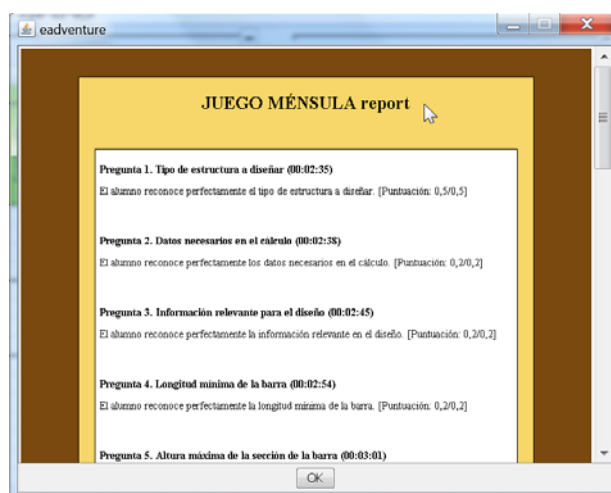 eadventure
JUEGO MÉNSULA report
Pregunta 1. Tipo de estructura a diseñar (00:02:35)
El alumno reconoce perfectamente el tipo de estructura a diseñar. [Puntuación: 0,5/0,5]
Pregunta 2. Datos necesarios en el cálculo (00:02:38)
El alumno reconoce perfectamente los datos necesarios en el cálculo. [Puntuación: 0,2/0,2]
Pregunta 3. Información relevante para el diseño (00:02:45)
El alumno reconoce perfectamente la información relevante en el diseño. [Puntuación: 0,2/0,2]
Pregunta 4. Longitud mínima de la barra (00:02:54)
El alumno reconoce perfectamente la longitud mínima de la barra. [Puntuación: 0,2/0,2]
Pregunta 5. Altura máxima de la sección de la barra (00:03:01)
OK